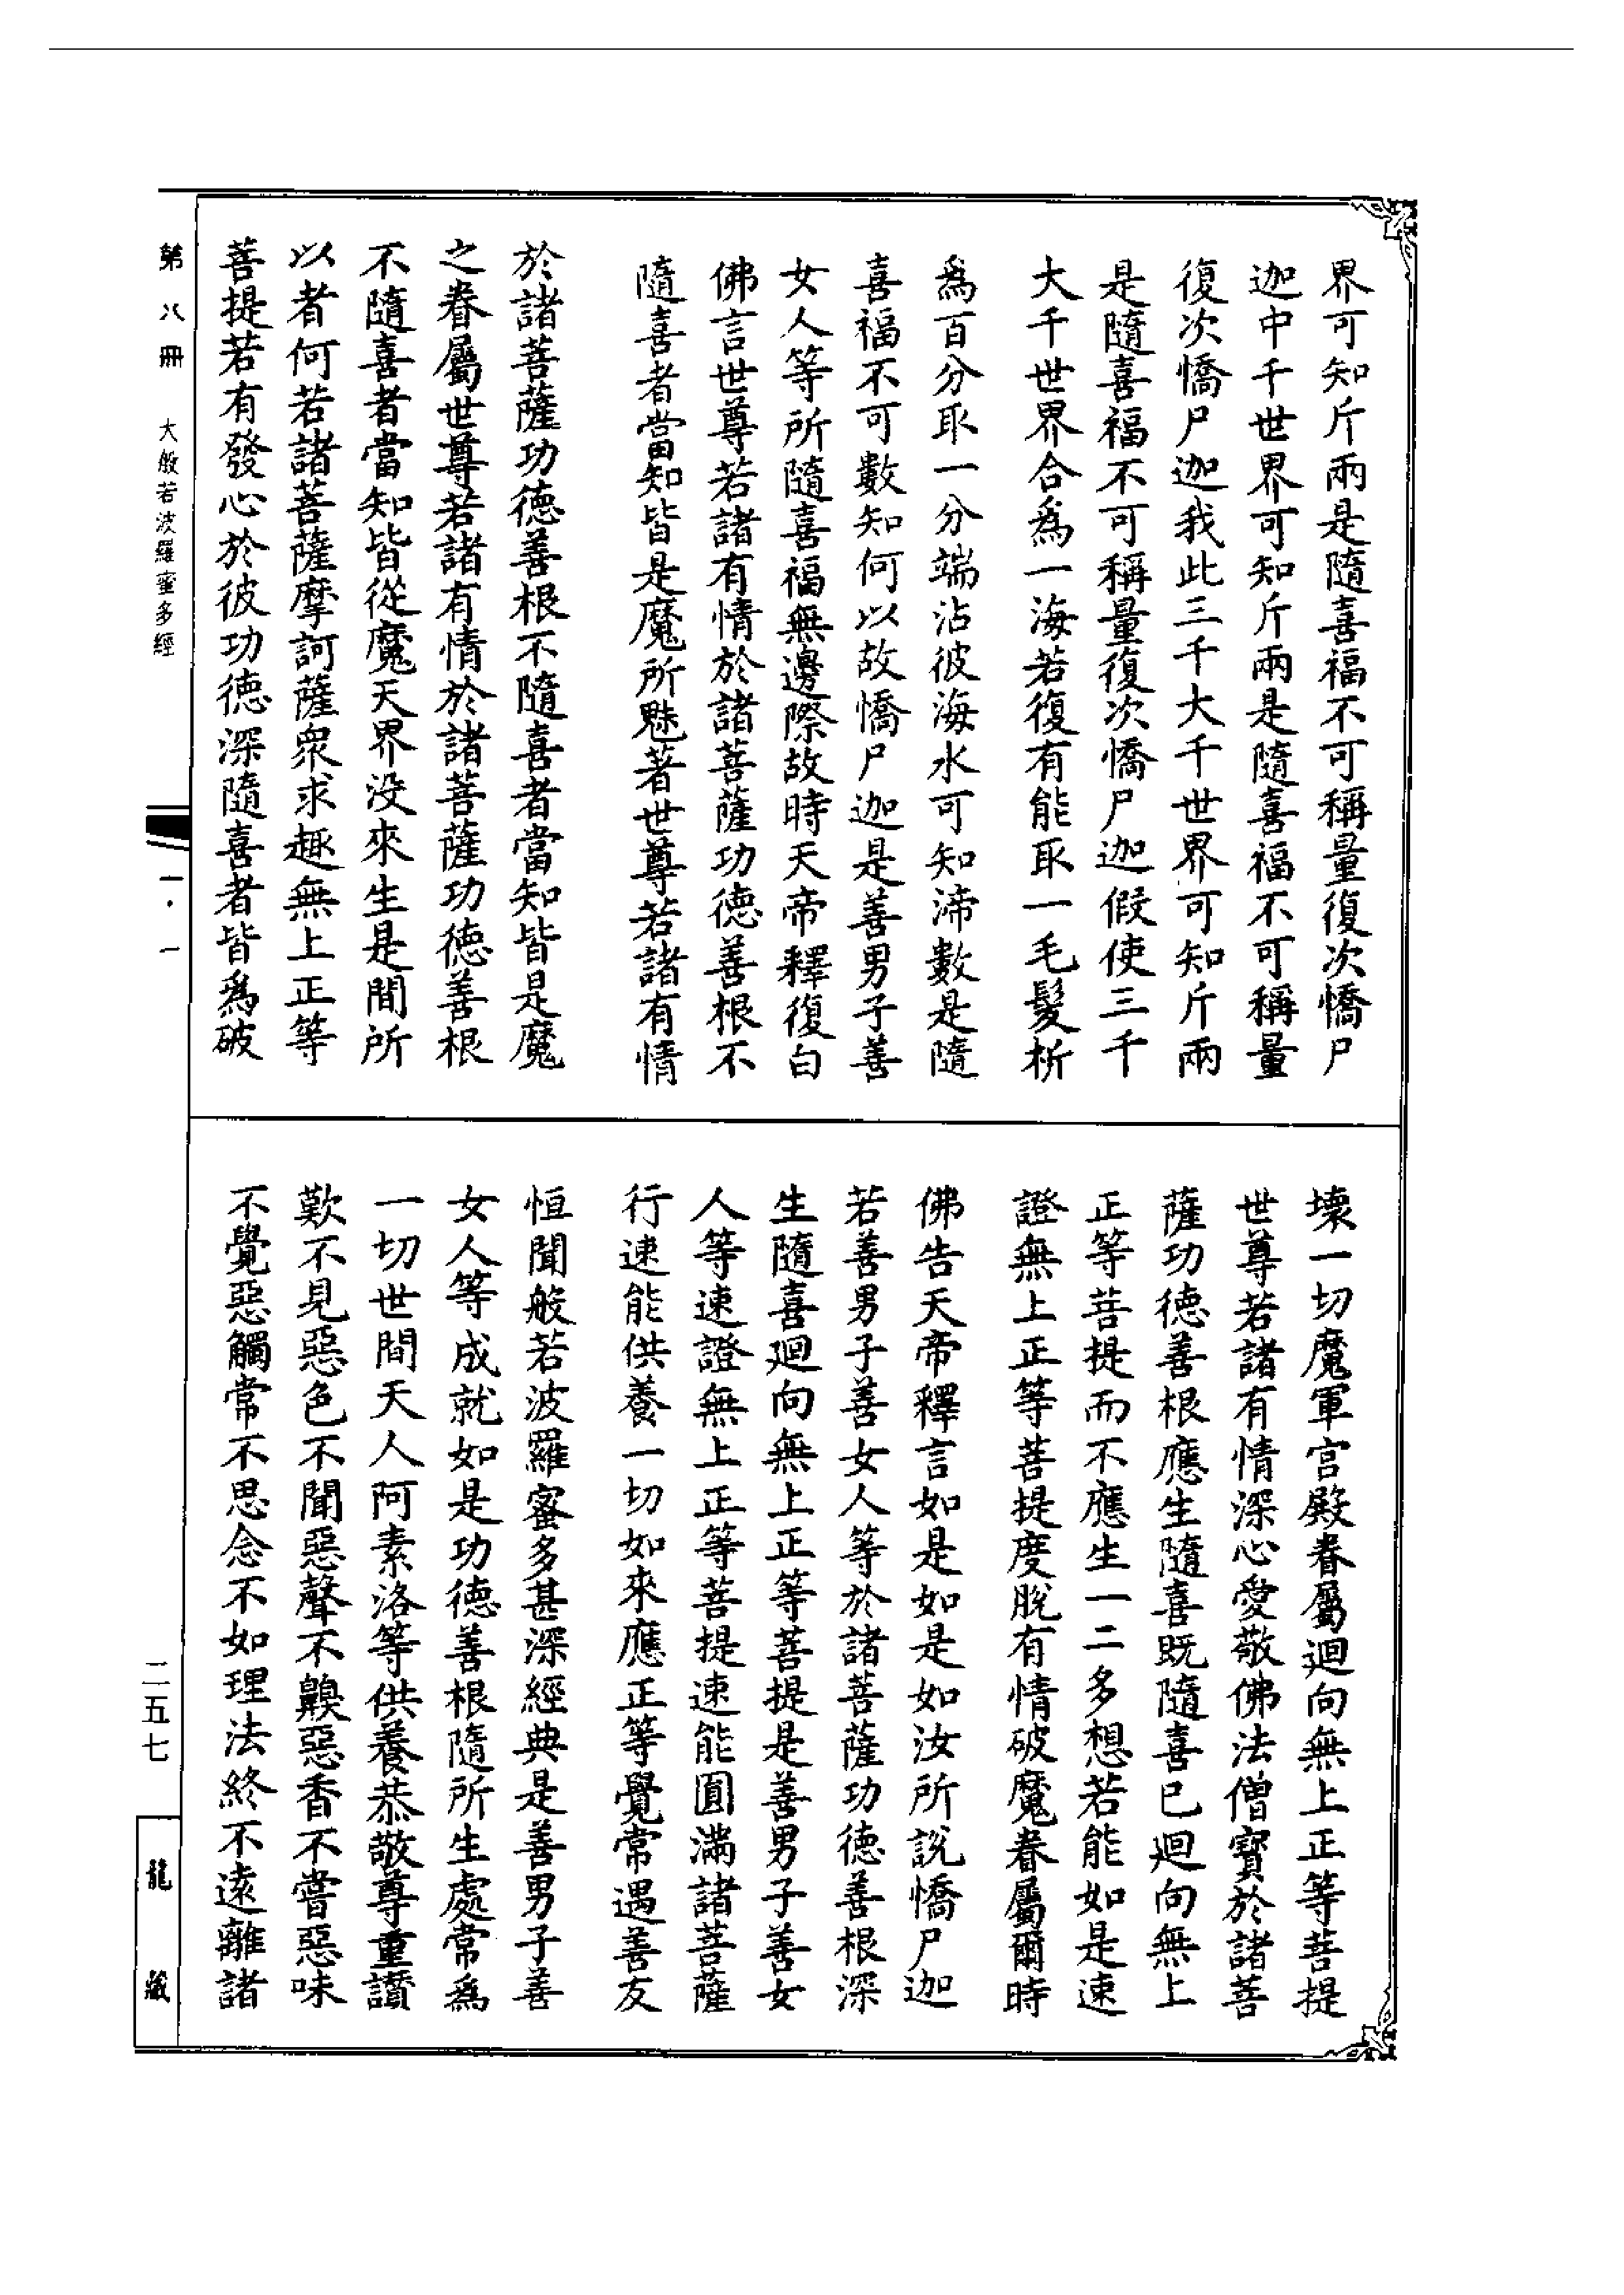 界可知斤兩是隨喜福不可稱量復次憍尸
迦中千世界可知斤兩是隨喜福不可稱量
復次憍尸迦我此三千大千世界可知斤兩
是隨喜福不可稱量復次憍尸迦假使三千
大千世界合爲一海若復有能取一毛髮析
爲百分取一分端沾彼海水可知渧數是隨
喜福不可數知何以故憍尸迦是善男子善
女人等所隨喜福無邊際故時天帝釋復白
佛言世尊若諸有情於諸菩薩功德善根不
隨喜者當知皆是魔所魅著世尊若諸有情
於諸菩薩功德善根不隨喜者當知皆是魔
之眷屬世尊若諸有情於諸菩薩功德善根
不隨喜者當知皆從魔天界没來生是間所
以者何若諸菩薩摩訶薩衆求趣無上正等
菩提若有發心於彼功德深隨喜者皆爲破
壞一切魔軍宮殿眷屬迴向無上正等菩提
世尊若諸有情深心愛敬佛法僧寶於諸菩
薩功德善根應生隨喜既隨喜已迴向無上
正等菩提而不應生一二多想若能如是速
證無上正等菩提度脫有情破魔眷屬爾時
佛告天帝釋言如是如是如汝所說憍尸迦
若善男子善女人等於諸菩薩功德善根深
生隨喜迴向無上正等菩提是善男子善女
人等速證無上正等菩提速能圓滿諸菩薩
行速能供養一切如來應正等覺常遇善友
恒聞般若波羅蜜多甚深經典是善男子善
女人等成就如是功德善根隨所生處常爲
一切世間天人阿素洛等供養恭敬尊重讚
歎不見惡色不聞惡聲不齅惡香不嘗惡味
不覺惡觸常不思念不如理法終不遠離諸
第八冊 大般若波羅蜜多經 一·一
二五七
龍藏